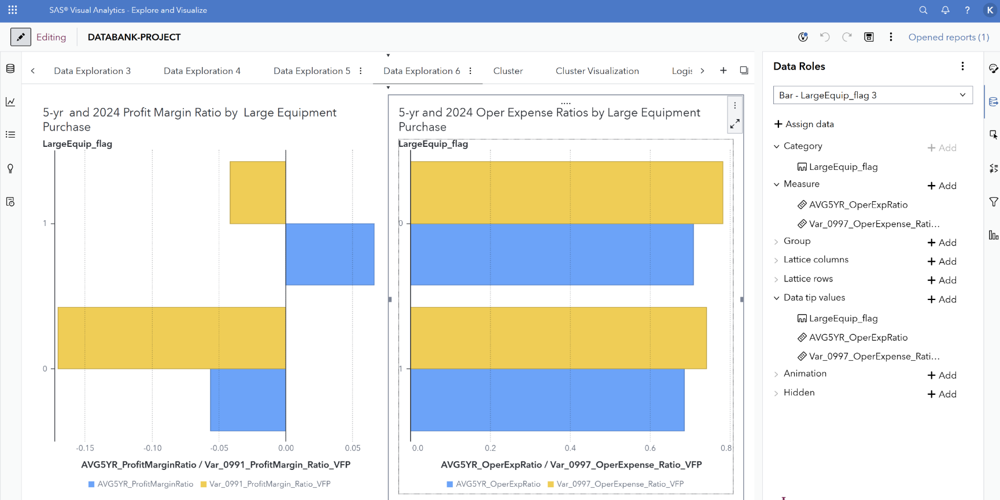 SAS® Visual Analytics - Explore and Visualize
K
Editing
DATABANK-PROJECT
Opened reports (1)
Data Exploration 3
Data Exploration 4
Data Exploration 5
Data Exploration 6
Cluster
Cluster Visualization
Logis
5-yr and 2024 Profit Margin Ratio by Large Equipment
Purchase
LargeEquip_flag
1
0
-0.15
-0.10
-0.05
0.00
0.05
AVG5YR_ProfitMarginRatio / Var_0991_ProfitMargin_Ratio_VFP
AVG5YR_ProfitMarginRatio
Var_0991_ProfitMargin_Ratio_VFP
5-yr and 2024 Oper Expense Ratios by Large Equipment
Purchase
LargeEquip_flag
0
1
0.0
0.2
0.4
0.6
0.8
AVG5YR_OperExpRatio / Var_0997_OperExpense_Ratio_VFP
AVG5YR_OperExpRatio
Var_0997_OperExpense_Ratio_VFP
Data Roles
Bar - LargeEquip_flag 3
+ Assign data
Category + Add
LargeEquip_flag
Measure + Add
AVG5YR_OperExpRatio
Var_0997_OperExpense_Rati...
Group + Add
Lattice columns + Add
Lattice rows + Add
Data tip values + Add
LargeEquip_flag
AVG5YR_OperExpRatio
Var_0997_OperExpense_Rati...
Animation + Add
Hidden + Add